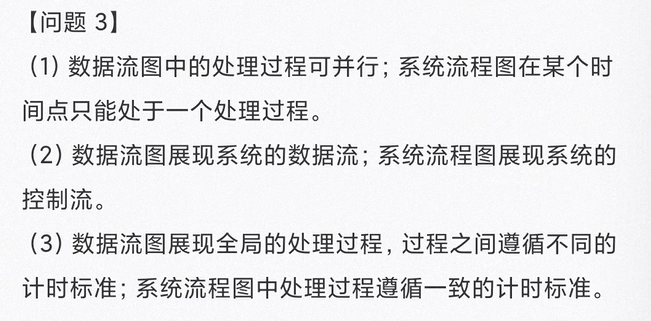 【问题 3】
（1）数据流图中的处理过程可并行；系统流程图在某个时
间点只能处于一个处理过程。
（2）数据流图展现系统的数据流；系统流程图展现系统的
控制流。
（3）数据流图展现全局的处理过程，过程之间遵循不同的
计时标准；系统流程图中处理过程遵循一致的计时标准。